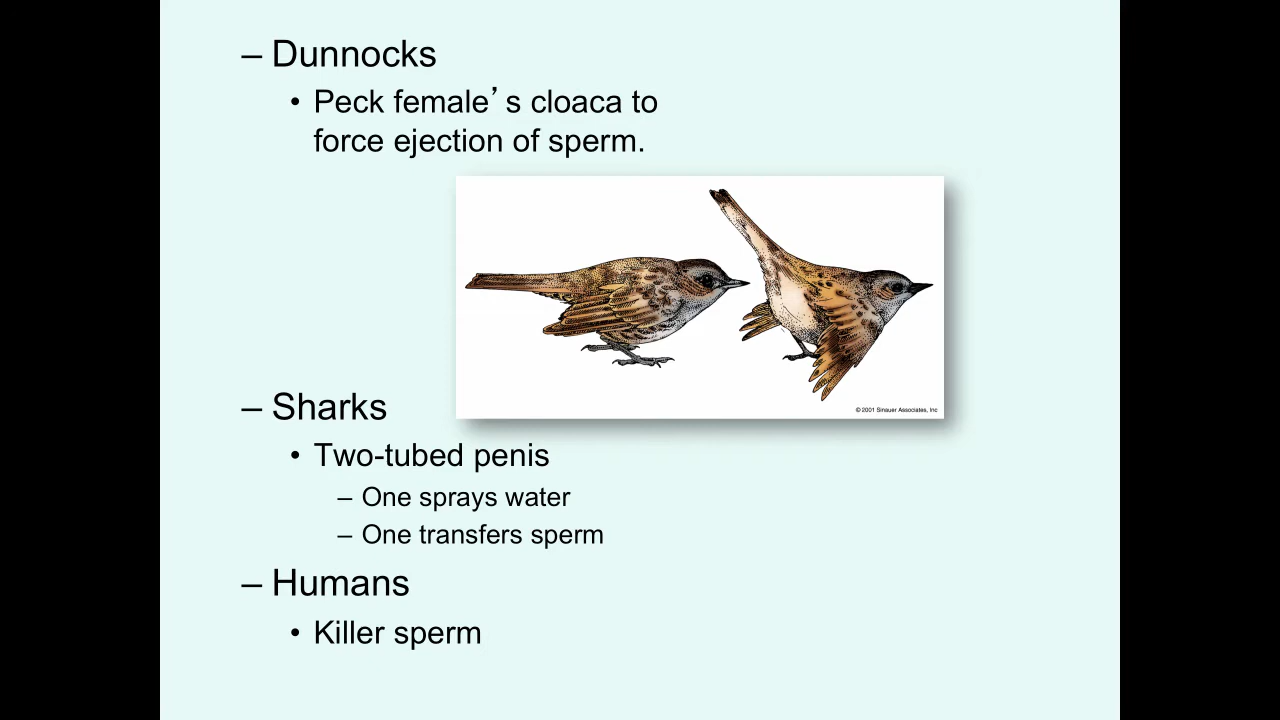 – Dunnocks
• Peck female’s cloaca to
force ejection of sperm.
© 2001 Sinauer Associates, Inc
– Sharks
• Two-tubed penis
– One sprays water
– One transfers sperm
– Humans
• Killer sperm